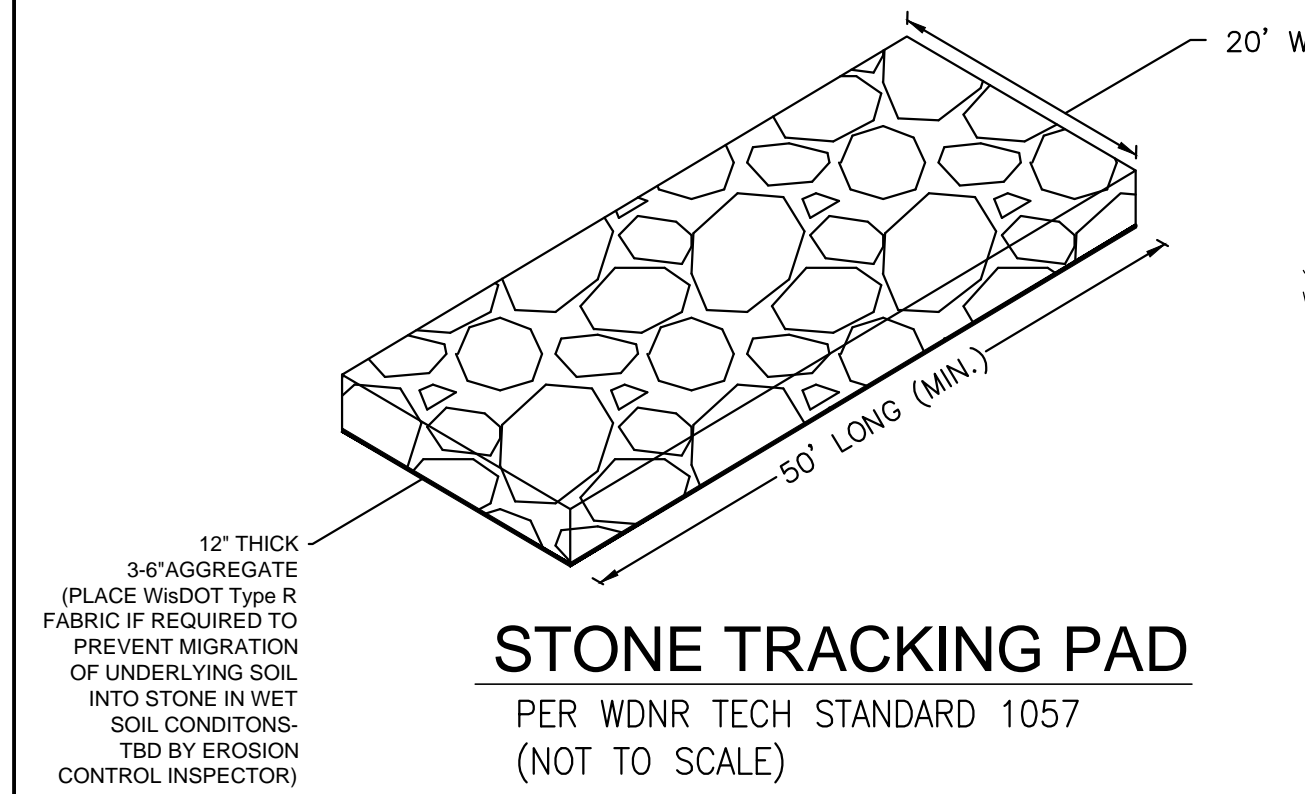 20' W
50' LONG (MIN.)
12" THICK
3-6"AGGREGATE
(PLACE WisDOT Type R
FABRIC IF REQUIRED TO
PREVENT MIGRATION
OF UNDERLYING SOIL
INTO STONE IN WET
SOIL CONDITONS-
TBD BY EROSION
CONTROL INSPECTOR)
STONE TRACKING PAD
PER WDNR TECH STANDARD 1057
(NOT TO SCALE)